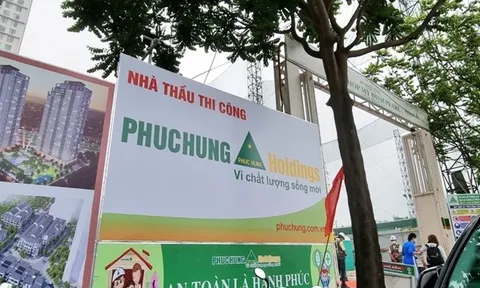 NHÀ THẦU THI CÔNG
PHUCHUNG Holdings
PHUC HUNG
Vì chất lượng sống mới
phuchung.com.vn
PHUCHUNG Holdings
AN TOÀN LÀ HẠNH PHÚC